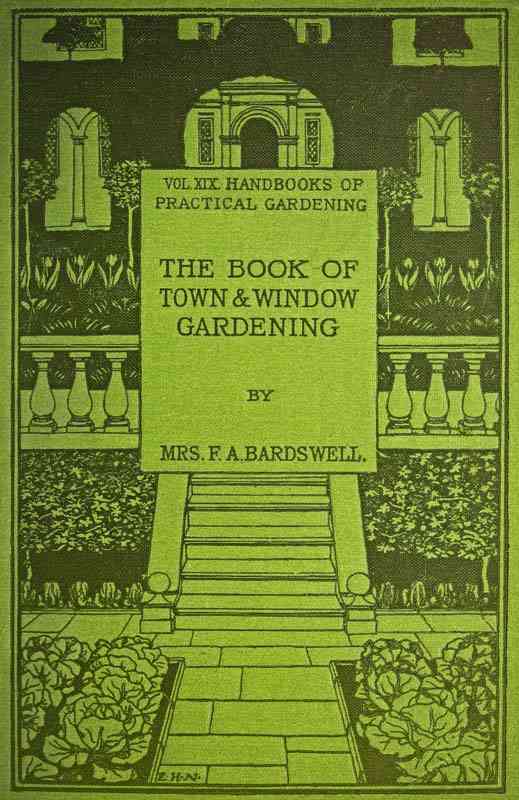 VOL. XIX. HANDBOOKS OF
PRACTICAL GARDENING
THE BOOK OF
TOWN & WINDOW
GARDENING
BY
MRS. F. A. BARDSWELL.
E. H. N.